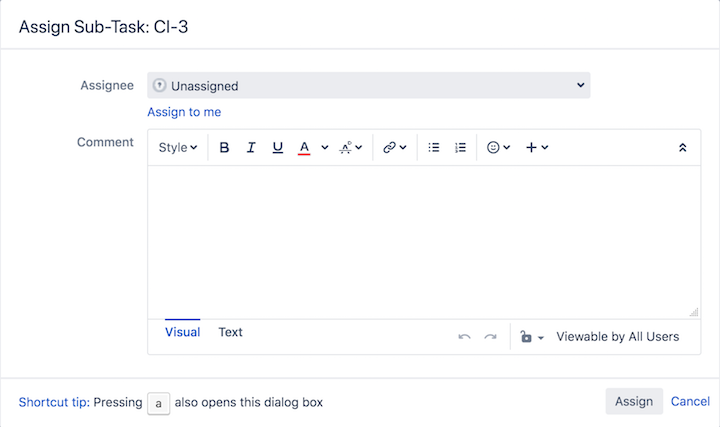 Assign Sub-Task: CI-3
Assignee
Unassigned
Assign to me
Comment
Style
B I U A
Visual Text
Viewable by All Users
Shortcut tip: Pressing a also opens this dialog box
Assign Cancel